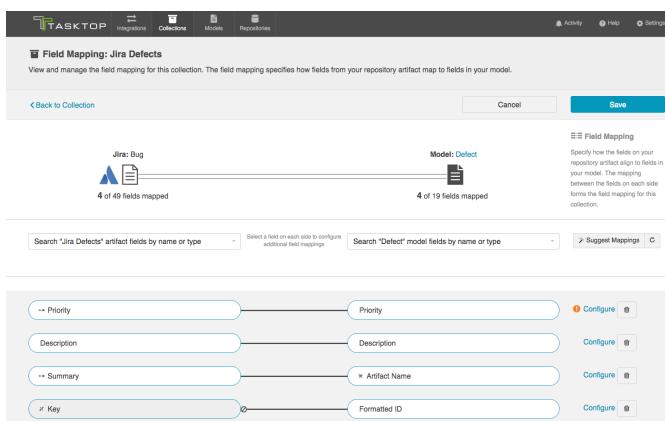 TASKTOP
Integrations
Collections
Models
Repositories
Activity
Help
Settings
Field Mapping: Jira Defects
View and manage the field mapping for this collection. The field mapping specifies how fields from your repository artifact map to fields in your model.
Back to Collection
Cancel
Save
Field Mapping
Specify how the fields on your
repository artifact align to fields in
your model. The mapping
between the fields on each side
forms the field mapping for this
collection.
Jira: Bug
Model: Defect
4 of 49 fields mapped
4 of 19 fields mapped
Search "Jira Defects" artifact fields by name or type
Select a field on each side to configure
additional field mappings
Search "Defect" model fields by name or type
Suggest Mappings
Priority
Priority
Configure
Description
Description
Configure
Summary
Artifact Name
Configure
Key
Formatted ID
Configure